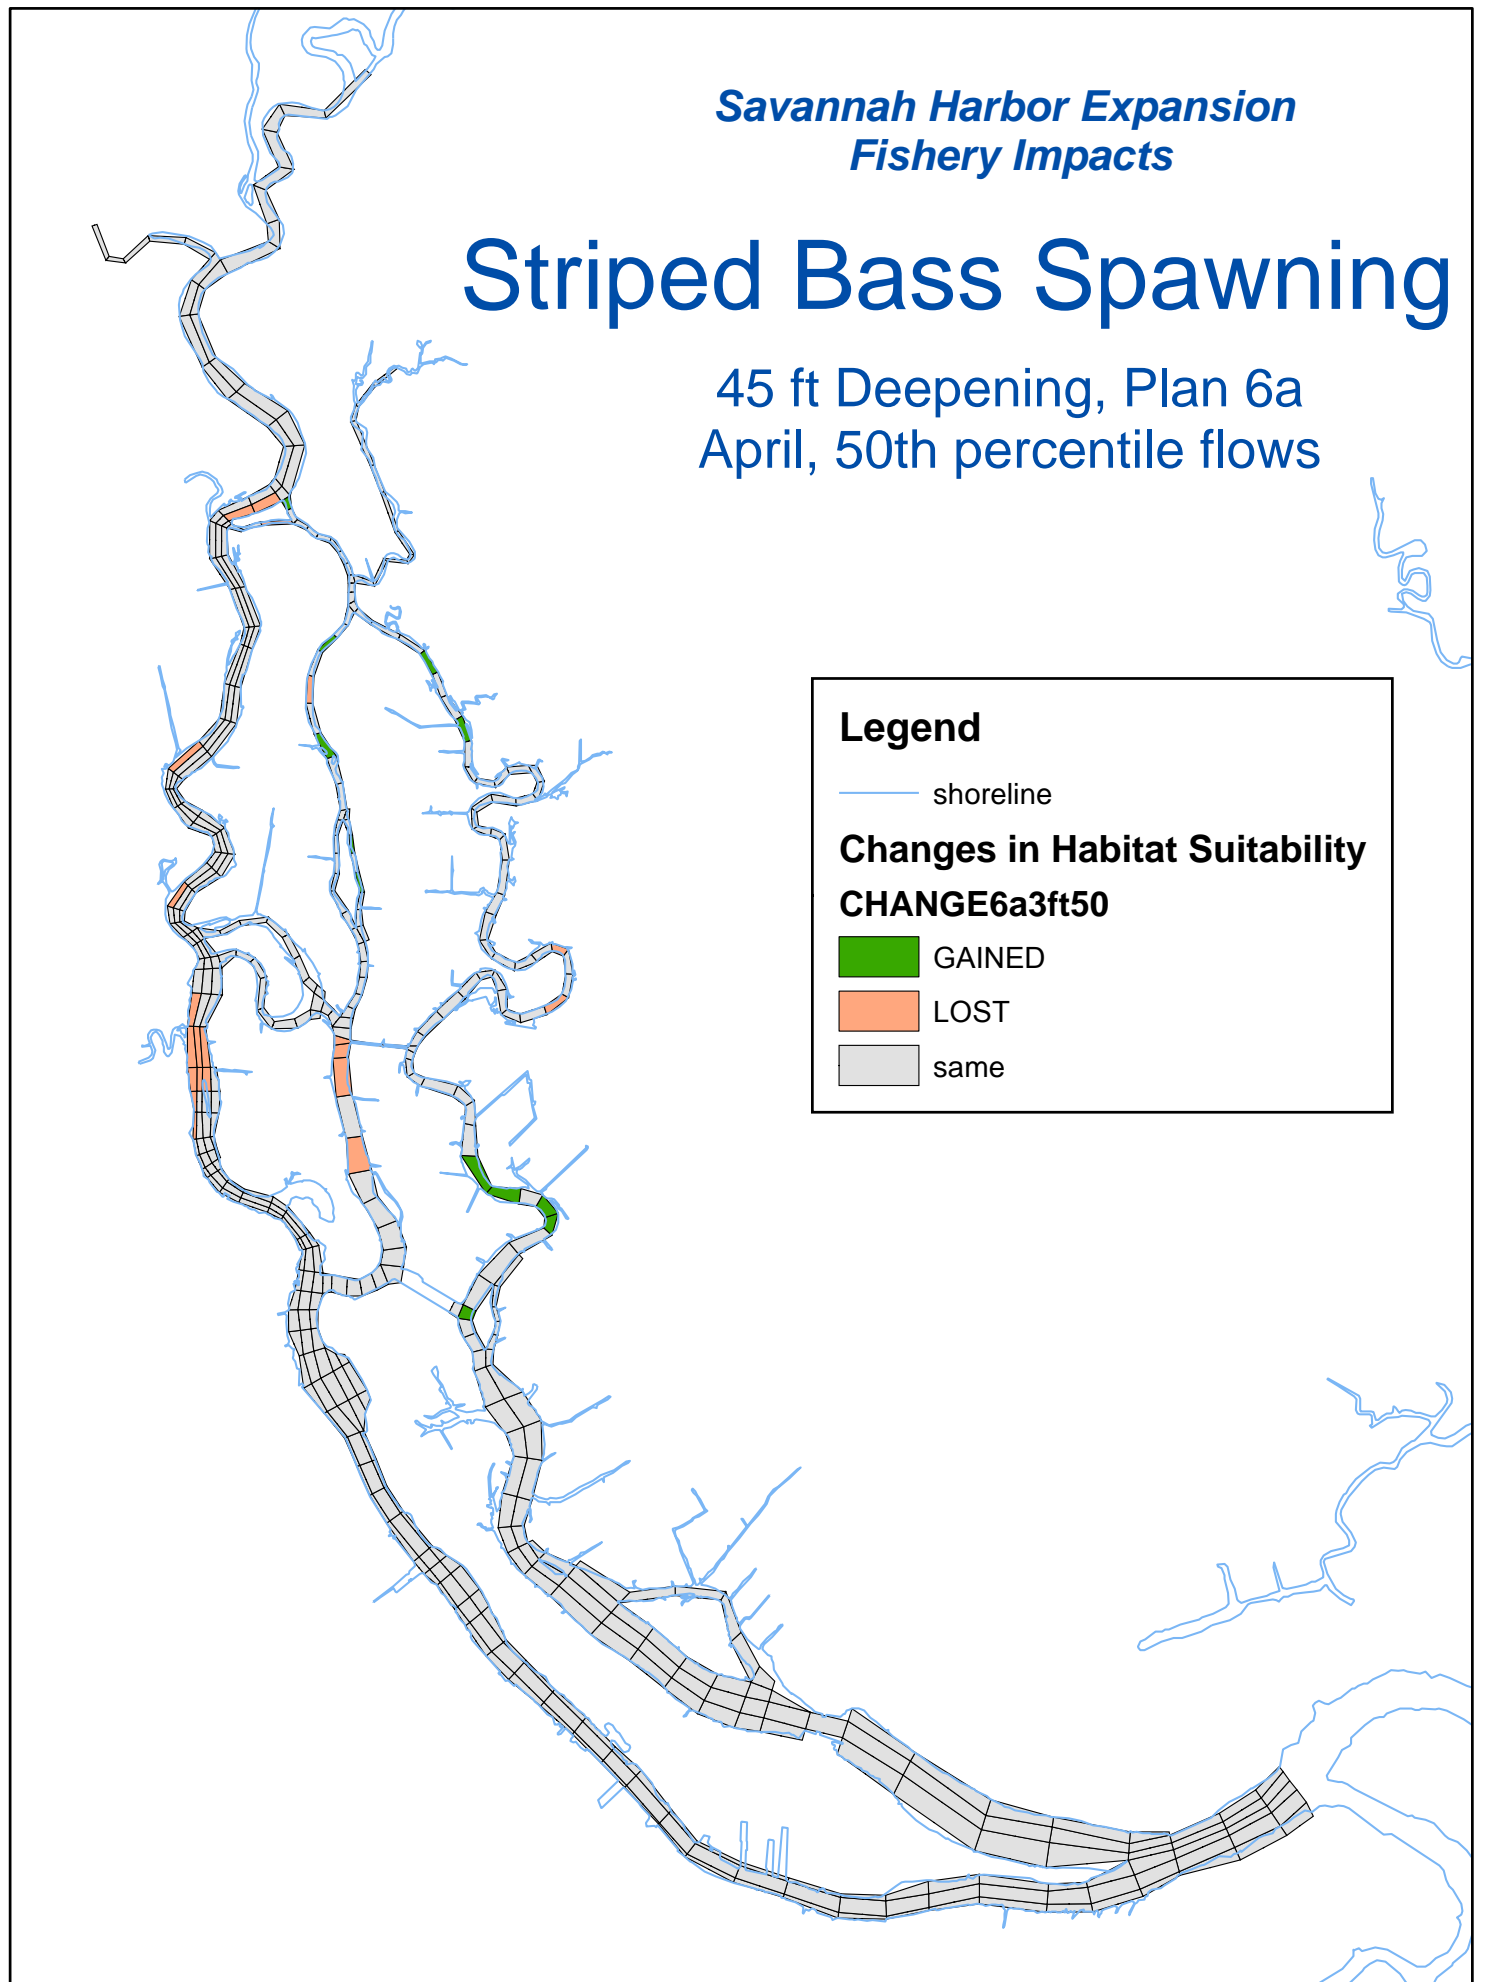 Savannah Harbor Expansion
Fishery Impacts
Striped Bass Spawning
45 ft Deepening, Plan 6a
April, 50th percentile flows
Legend
shoreline
Changes in Habitat Suitability
CHANGE6a3ft50
GAINED
LOST
same